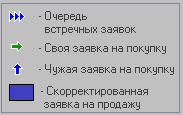 - Очередь
встречных заявок
- Своя заявка на покупку
- Чужая заявка на покупку
- Скорректированная
заявка на продажу